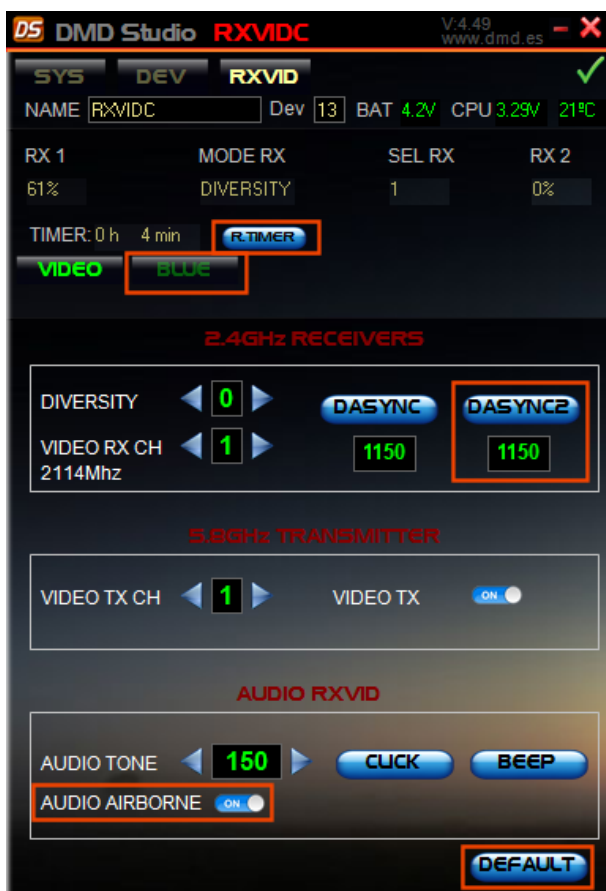 DS DMD Studio RXVIDC V:4.49
www.dmd.es
SYS DEV RXVID
NAME RXVIDC Dev 13 BAT 4.2V CPU 3.29V 21ºC
RX 1 MODE RX SEL RX RX 2
61% DIVERSITY 1 0%
TIMER: 0 h 4 min R.TIMER
VIDEO BLUE
2.4GHz RECEIVERS
DIVERSITY 0 DASYNC DASYNC2
VIDEO RX CH 1 1150 1150
2114Mhz
5.8GHz TRANSMITTER
VIDEO TX CH 1 VIDEO TX ON
AUDIO RXVID
AUDIO TONE 150 CLICK BEEP
AUDIO AIRBORNE ON
DEFAULT